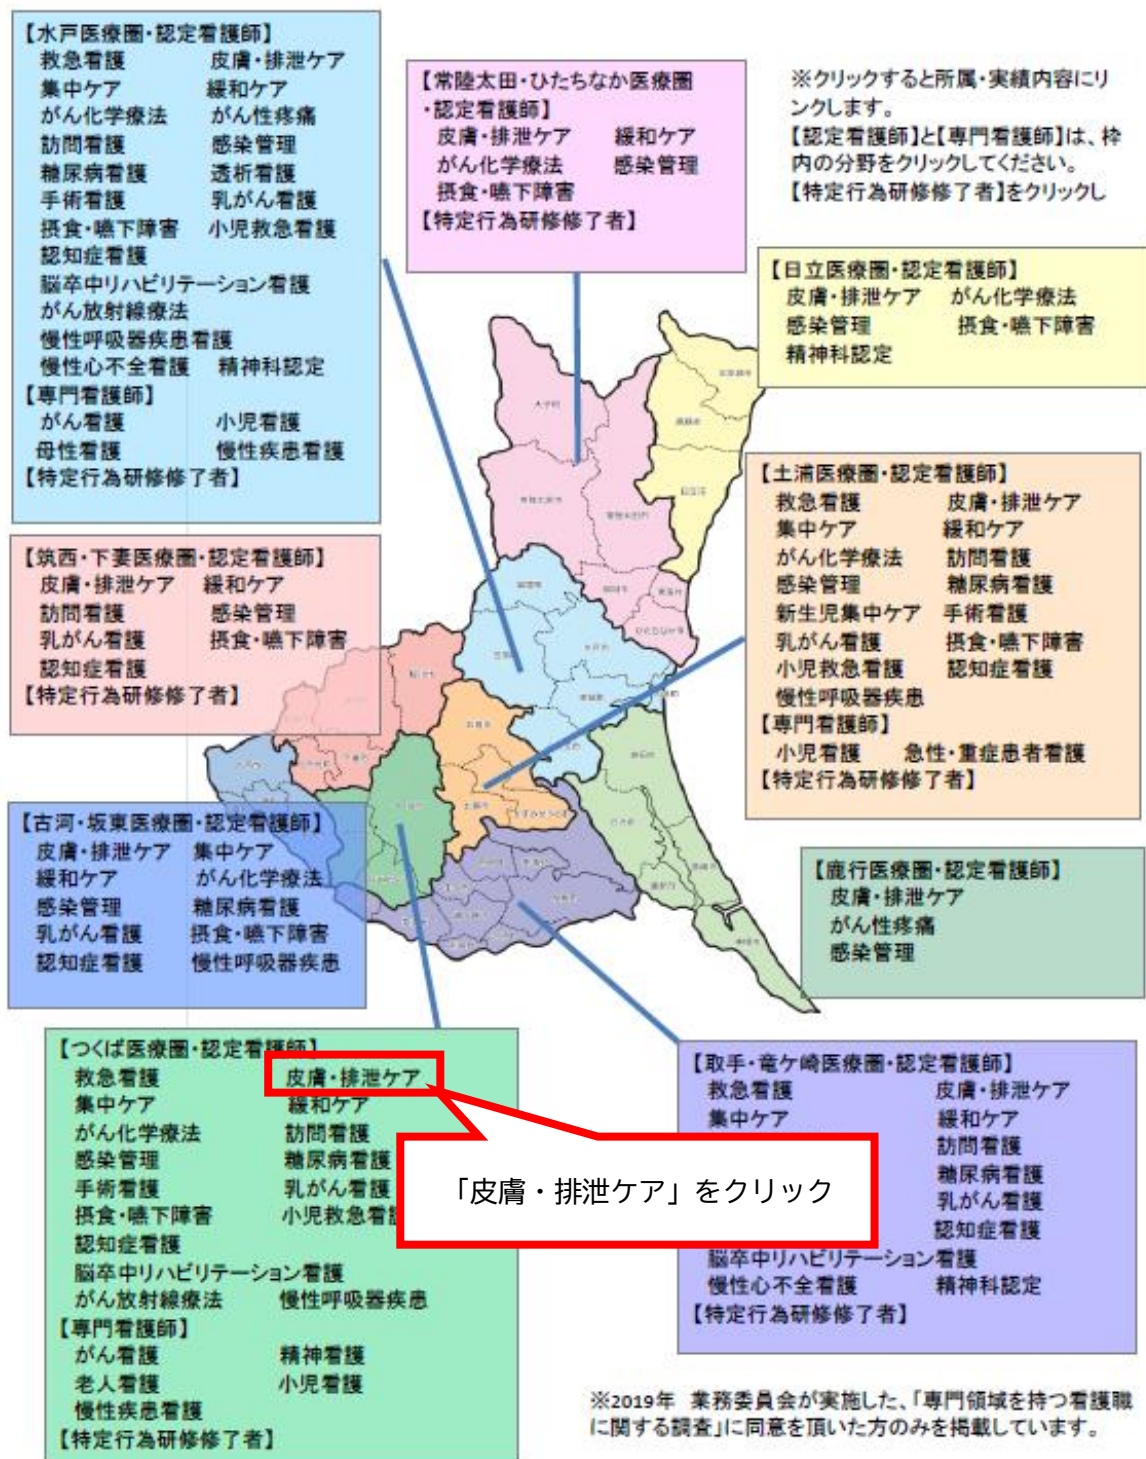 【水戸医療圏・認定看護師】
救急看護 皮膚・排泄ケア
集中ケア 緩和ケア
がん化学療法 がん性疼痛
訪問看護 感染管理
糖尿病看護 透析看護
手術看護 乳がん看護
摂食・嚥下障害 小児救急看護
認知症看護
脳卒中リハビリテーション看護
がん放射線療法
慢性呼吸器疾患看護
慢性心不全看護 精神科認定
【専門看護師】
がん看護 小児看護
母性看護 慢性疾患看護
【特定行為研修修了者】
【常陸太田・ひたちなか医療圏
・認定看護師】
皮膚・排泄ケア 緩和ケア
がん化学療法 感染管理
摂食・嚥下障害
【特定行為研修修了者】
※クリックすると所属・実績内容にリ
ンクします。
【認定看護師】と【専門看護師】は、枠
内の分野をクリックしてください。
【特定行為研修修了者】をクリックし
【日立医療圏・認定看護師】
皮膚・排泄ケア がん化学療法
感染管理 摂食・嚥下障害
精神科認定
【土浦医療圏・認定看護師】
救急看護 皮膚・排泄ケア
集中ケア 緩和ケア
がん化学療法 訪問看護
感染管理 糖尿病看護
新生児集中ケア 手術看護
乳がん看護 摂食・嚥下障害
小児救急看護 認知症看護
慢性呼吸器疾患
【専門看護師】
小児看護 急性・重症患者看護
【特定行為研修修了者】
【筑西・下妻医療圏・認定看護師】
皮膚・排泄ケア 緩和ケア
訪問看護 感染管理
乳がん看護 摂食・嚥下障害
認知症看護
【特定行為研修修了者】
【古河・坂東医療圏・認定看護師】
皮膚・排泄ケア 集中ケア
緩和ケア がん化学療法
感染管理 糖尿病看護
乳がん看護 摂食・嚥下障害
認知症看護 慢性呼吸器疾患
【鹿行医療圏・認定看護師】
皮膚・排泄ケア
がん性疼痛
感染管理
【つくば医療圏・認定看護師】
救急看護 皮膚・排泄ケア
集中ケア 緩和ケア
がん化学療法 訪問看護
感染管理 糖尿病看護
手術看護 乳がん看護
摂食・嚥下障害 小児救急看
認知症看護
脳卒中リハビリテーション看護
がん放射線療法 慢性呼吸器疾患
【専門看護師】
がん看護 精神看護
老人看護 小児看護
慢性疾患看護
【特定行為研修修了者】
「皮膚・排泄ケア」をクリック
【取手・竜ケ崎医療圏・認定看護師】
救急看護 皮膚・排泄ケア
集中ケア 緩和ケア
訪問看護
糖尿病看護
乳がん看護
認知症看護
脳卒中リハビリテーション看護
慢性心不全看護 精神科認定
【特定行為研修修了者】
※2019年 業務委員会が実施した、「専門領域を持つ看護職
に関する調査」に同意を頂いた方のみを掲載しています。